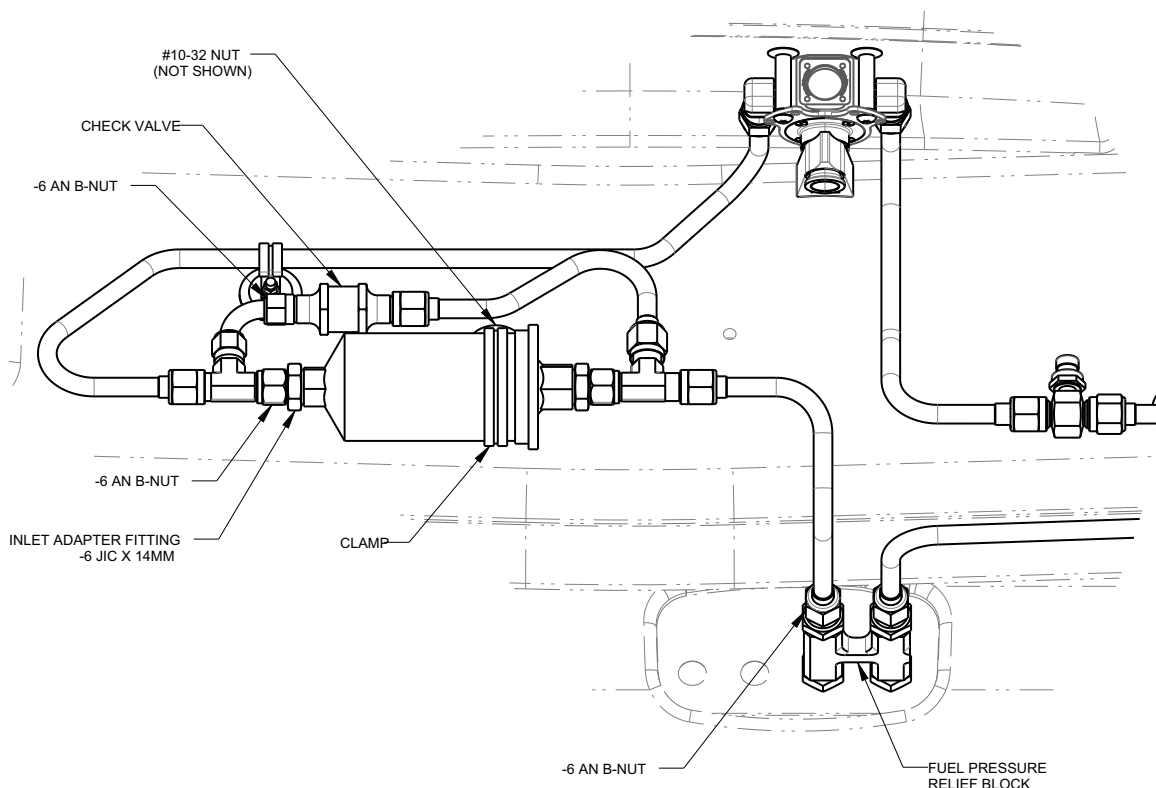 #10-32 NUT
(NOT SHOWN)
CHECK VALVE
-6 AN B-NUT
-6 AN B-NUT
INLET ADAPTER FITTING
-6 JIC X 14MM
CLAMP
-6 AN B-NUT
FUEL PRESSURE
RELIEF BLOCK